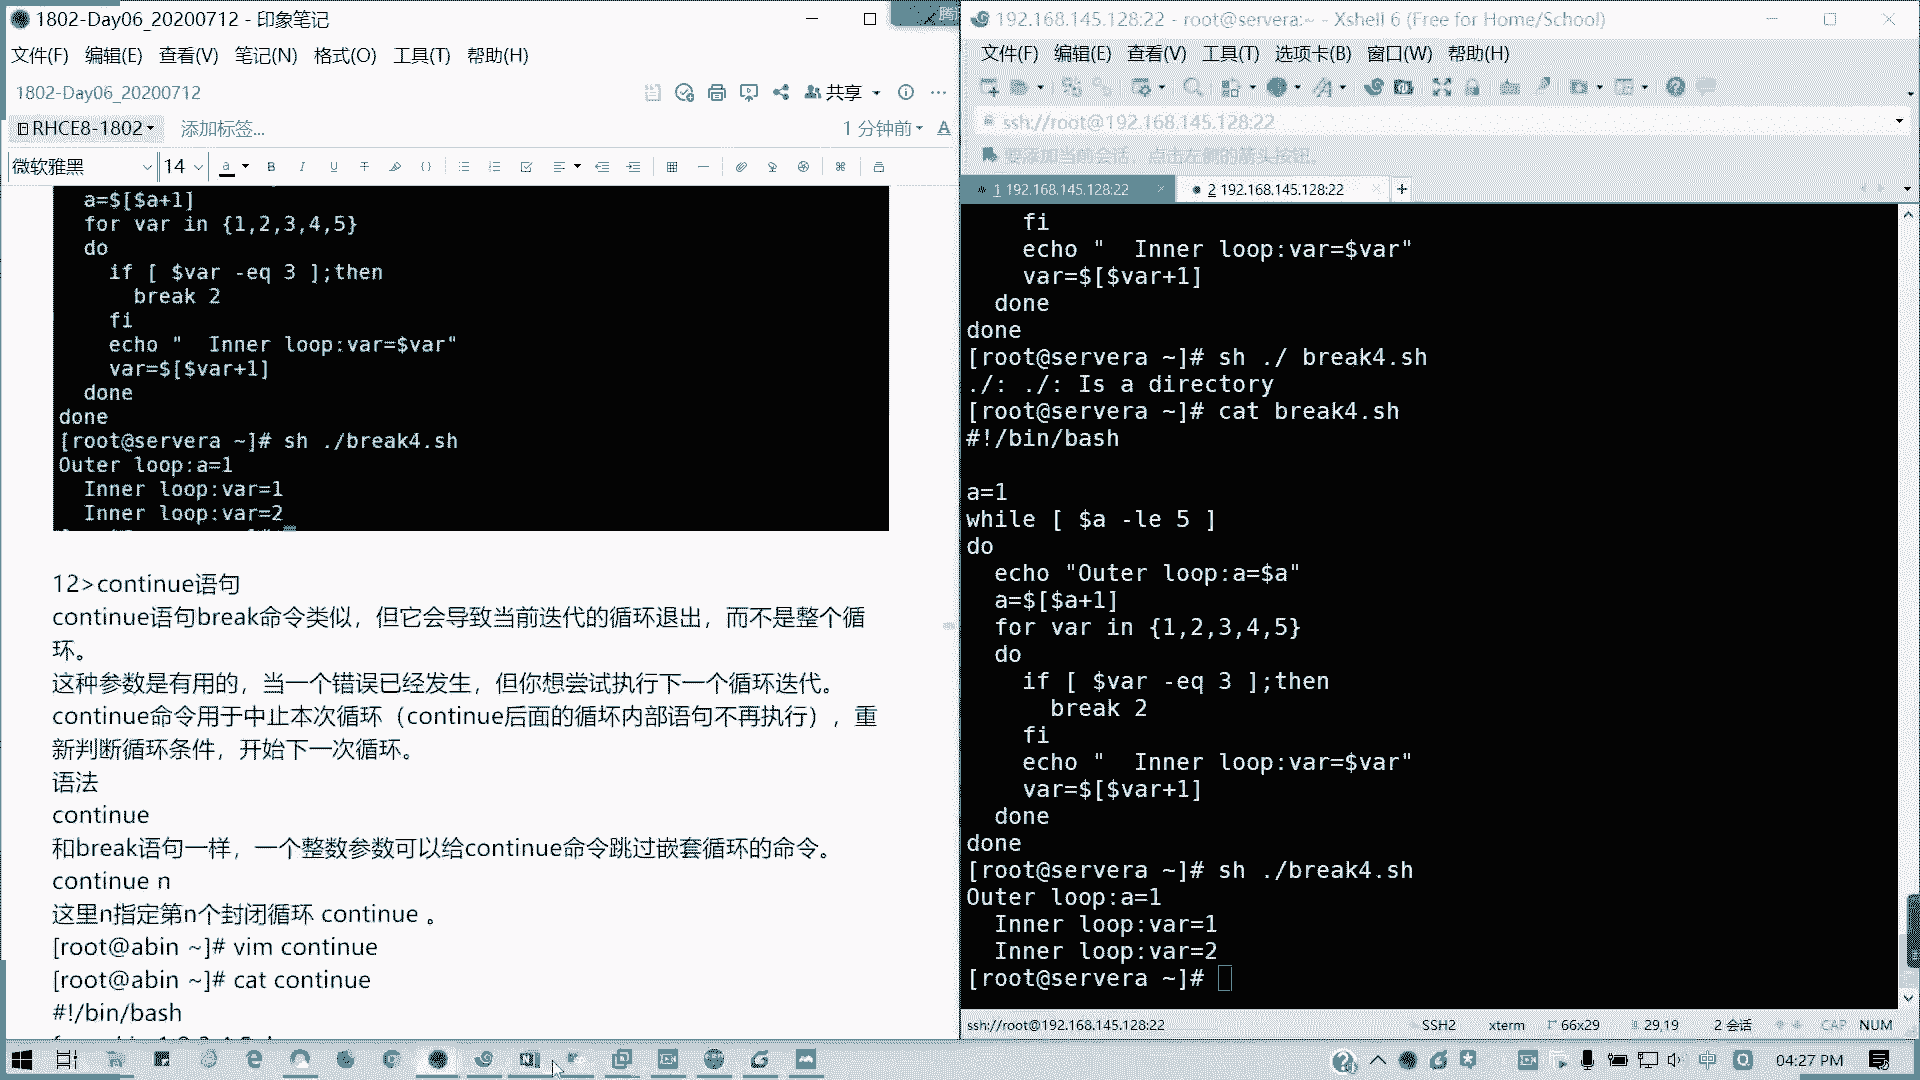 1802-Day06_20200712 - 印象笔记
文件(F) 编辑(E) 查看(V) 笔记(N) 格式(O) 工具(T) 帮助(H)
1802-Day06_20200712
共享
RHCE8-1802
添加标签...
1 分钟前
微软雅黑 14
a=$[$a+1]
for var in {1,2,3,4,5}
do
if [ $var -eq 3 ];then
break 2
fi
echo "  Inner loop:var=$var"
var=$[$var+1]
done
done
[root@servera ~]# sh ./break4.sh
Outer loop:a=1
Inner loop:var=1
Inner loop:var=2
12>continue语句
continue语句break命令类似，但它会导致当前迭代的循环退出，而不是整个循
环。
这种参数是有用的，当一个错误已经发生，但你想尝试执行下一个循环迭代。
continue命令用于中止本次循环（continue后面的循环内部语句不再执行），重
新判断循环条件，开始下一次循环。
语法
continue
和break语句一样，一个整数参数可以给continue命令跳过嵌套循环的命令。
continue n
这里n指定第n个封闭循环 continue 。
[root@abin ~]# vim continue
[root@abin ~]# cat continue
#!/bin/bash
192.168.145.128:22 - root@servera:~ - Xshell 6 (Free for Home/School)
文件(F) 编辑(E) 查看(V) 工具(T) 选项卡(B) 窗口(W) 帮助(H)
ssh://root@192.168.145.128:22
要添加当前会话，点击左侧的箭头按钮。
1 192.168.145.128:22
2 192.168.145.128:22
fi
echo "  Inner loop:var=$var"
var=$[$var+1]
done
done
[root@servera ~]# sh ./ break4.sh
./: ./: Is a directory
[root@servera ~]# cat break4.sh
#!/bin/bash
a=1
while [ $a -le 5 ]
do
echo "Outer loop:a=$a"
a=$[$a+1]
for var in {1,2,3,4,5}
do
if [ $var -eq 3 ];then
break 2
fi
echo "  Inner loop:var=$var"
var=$[$var+1]
done
done
[root@servera ~]# sh ./break4.sh
Outer loop:a=1
Inner loop:var=1
Inner loop:var=2
[root@servera ~]#
ssh://root@192.168.145.128:22 SSH2 xterm 66x29 29,19 2 会话 CAP NUM
中 04:27 PM